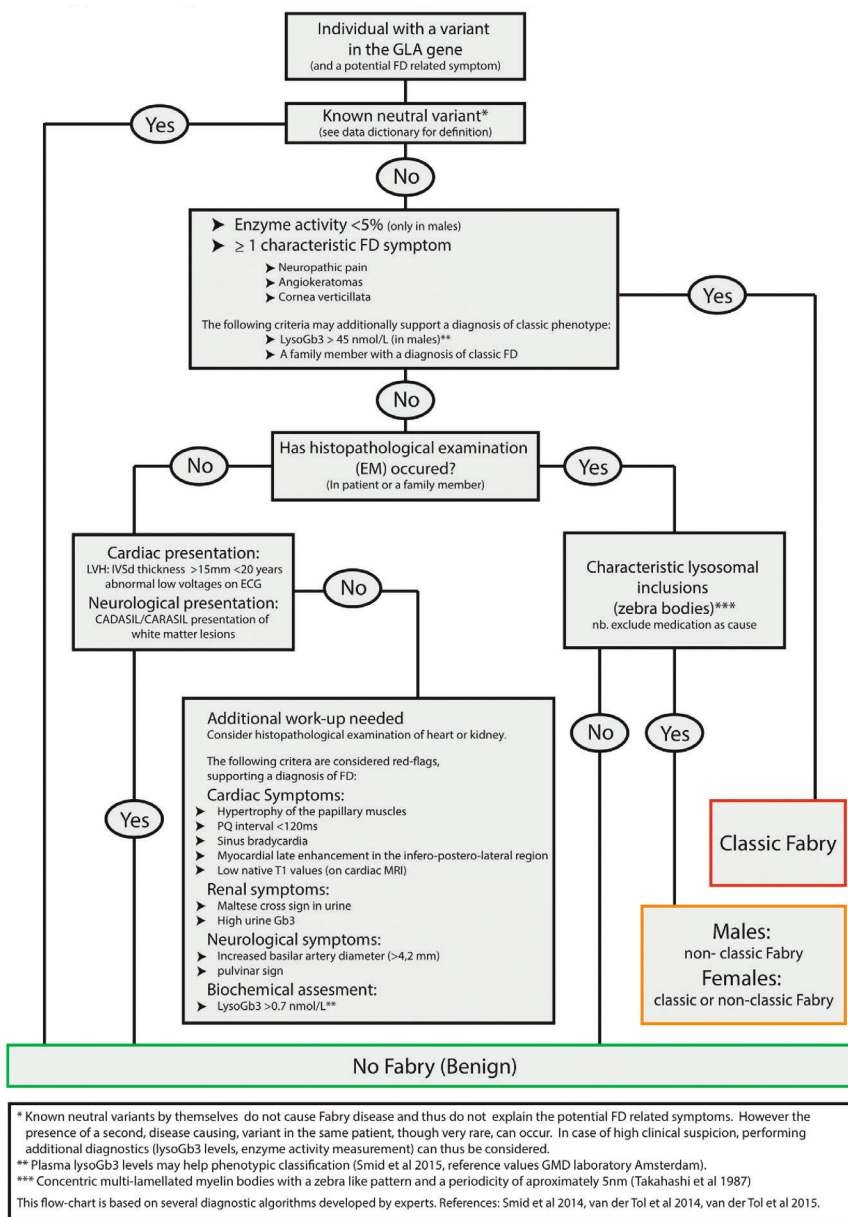 Individual with a variant
in the GLA gene
(and a potential FD related symptom)
Known neutral variant*
(see data dictionary for definition)
Yes
No
➤ Enzyme activity <5% (only in males)
➤ ≥ 1 characteristic FD symptom
➤ Neuropathic pain
➤ Angiokeratomas
➤ Cornea verticillata
The following criteria may additionally support a diagnosis of classic phenotype:
➤ LysoGb3 > 45 nmol/L (in males)**
➤ A family member with a diagnosis of classic FD
Yes
No
Has histopathological examination
(EM) occured?
(In patient or a family member)
No
Yes
Cardiac presentation:
LVH: IVSd thickness >15mm <20 years
abnormal low voltages on ECG
Neurological presentation:
CADASIL/CARASIL presentation of
white matter lesions
No
Characteristic lysosomal
inclusions
(zebra bodies)***
nb. exclude medication as cause
Additional work-up needed
Consider histopathological examination of heart or kidney.
The following critera are considered red-flags,
supporting a diagnosis of FD:
Cardiac Symptoms:
➤ Hypertrophy of the papillary muscles
➤ PQ interval <120ms
➤ Sinus bradycardia
➤ Myocardial late enhancement in the infero-postero-lateral region
➤ Low native T1 values (on cardiac MRI)
Renal symptoms:
➤ Maltese cross sign in urine
➤ High urine Gb3
Neurological symptoms:
➤ Increased basilar artery diameter (>4,2 mm)
➤ pulvinar sign
Biochemical assesment:
➤ LysoGb3 >0.7 nmol/L**
Yes
No
Yes
Classic Fabry
Males:
non- classic Fabry
Females:
classic or non-classic Fabry
No Fabry (Benign)
* Known neutral variants by themselves do not cause Fabry disease and thus do not explain the potential FD related symptoms. However the
presence of a second, disease causing, variant in the same patient, though very rare, can occur. In case of high clinical suspicion, performing
additional diagnostics (lysoGb3 levels, enzyme activity measurement) can thus be considered.
** Plasma lysoGb3 levels may help phenotypic classification (Smid et al 2015, reference values GMD laboratory Amsterdam).
*** Concentric multi-lamellated myelin bodies with a zebra like pattern and a periodicity of aproximately 5nm (Takahashi et al 1987)
This flow-chart is based on several diagnostic algorithms developed by experts. References: Smid et al 2014, van der Tol et al 2014, van der Tol et al 2015.